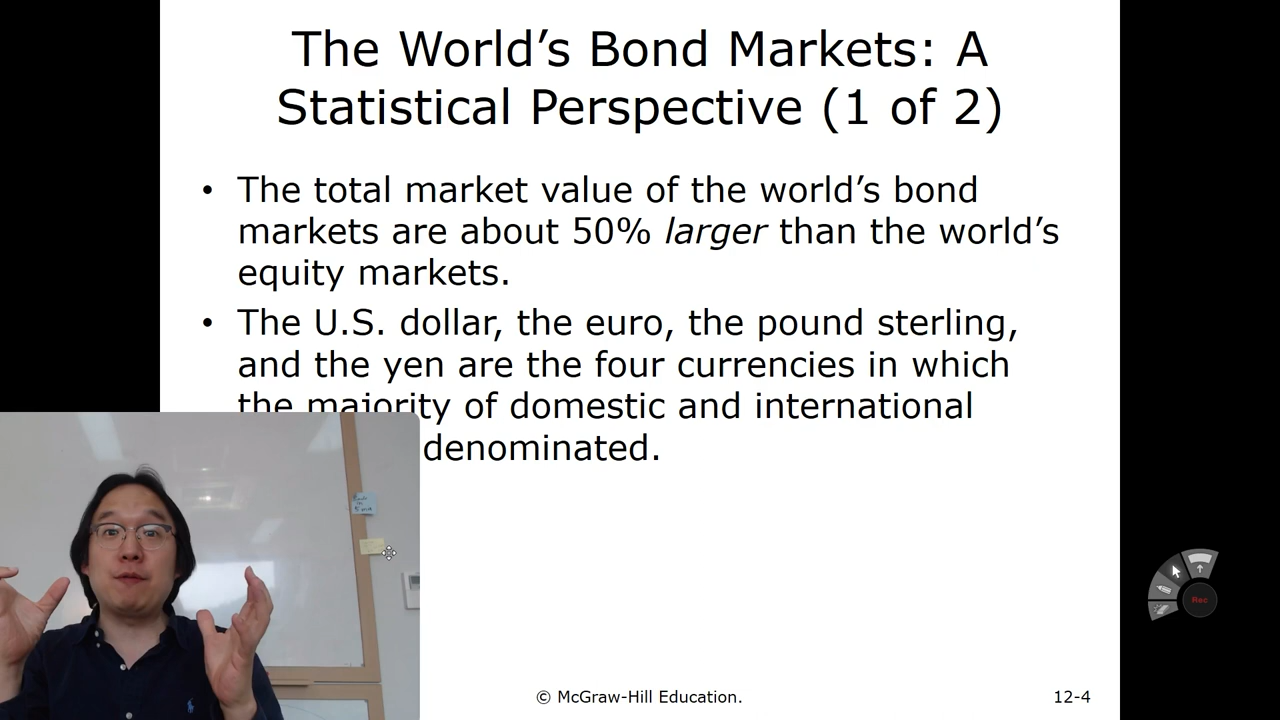 The World’s Bond Markets: A
Statistical Perspective (1 of 2)
• The total market value of the world’s bond
markets are about 50% larger than the world’s
equity markets.
• The U.S. dollar, the euro, the pound sterling,
and the yen are the four currencies in which
the majority of domestic and international
denominated.
Rec
© McGraw-Hill Education.
12-4